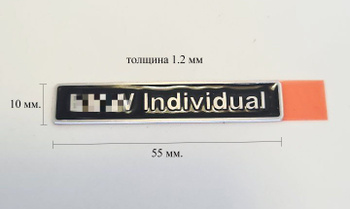 толщина 1.2 мм
10 мм.
Individual
55 мм.